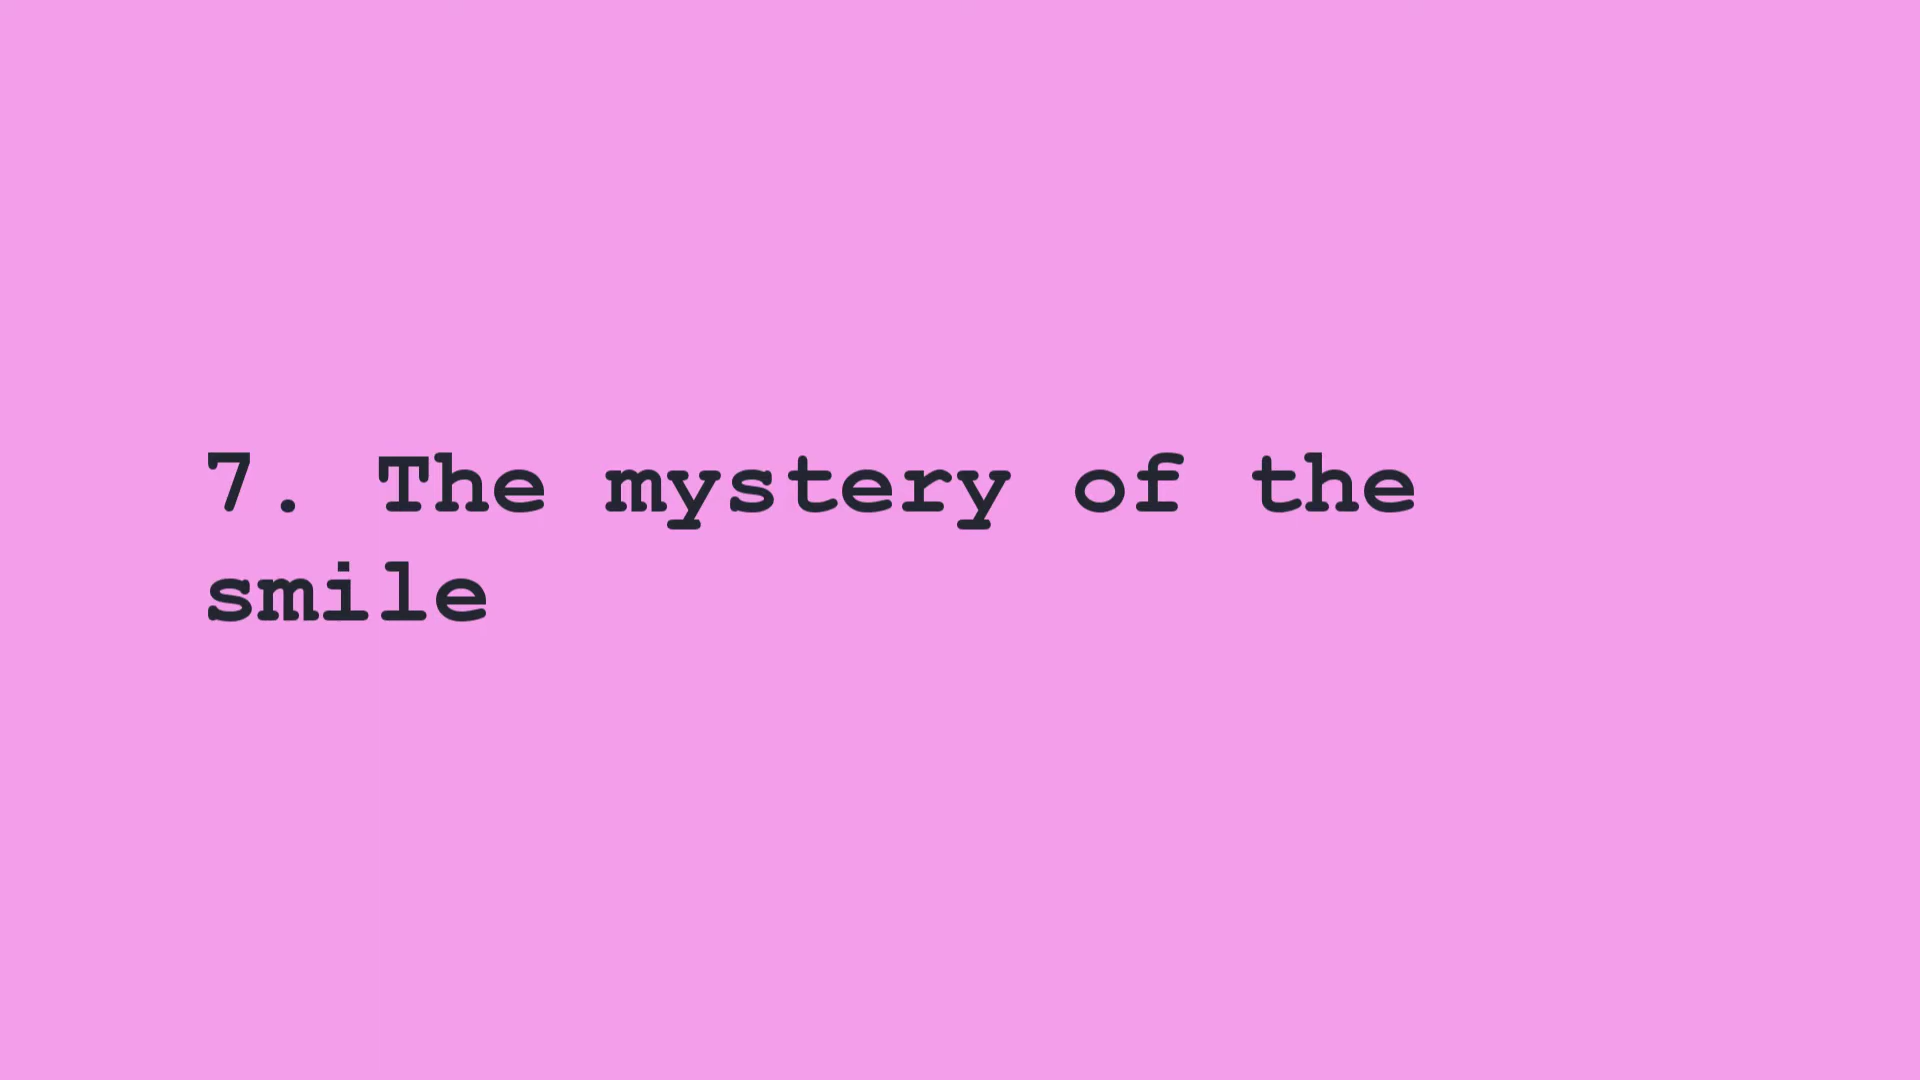 7. The mystery of the
smile